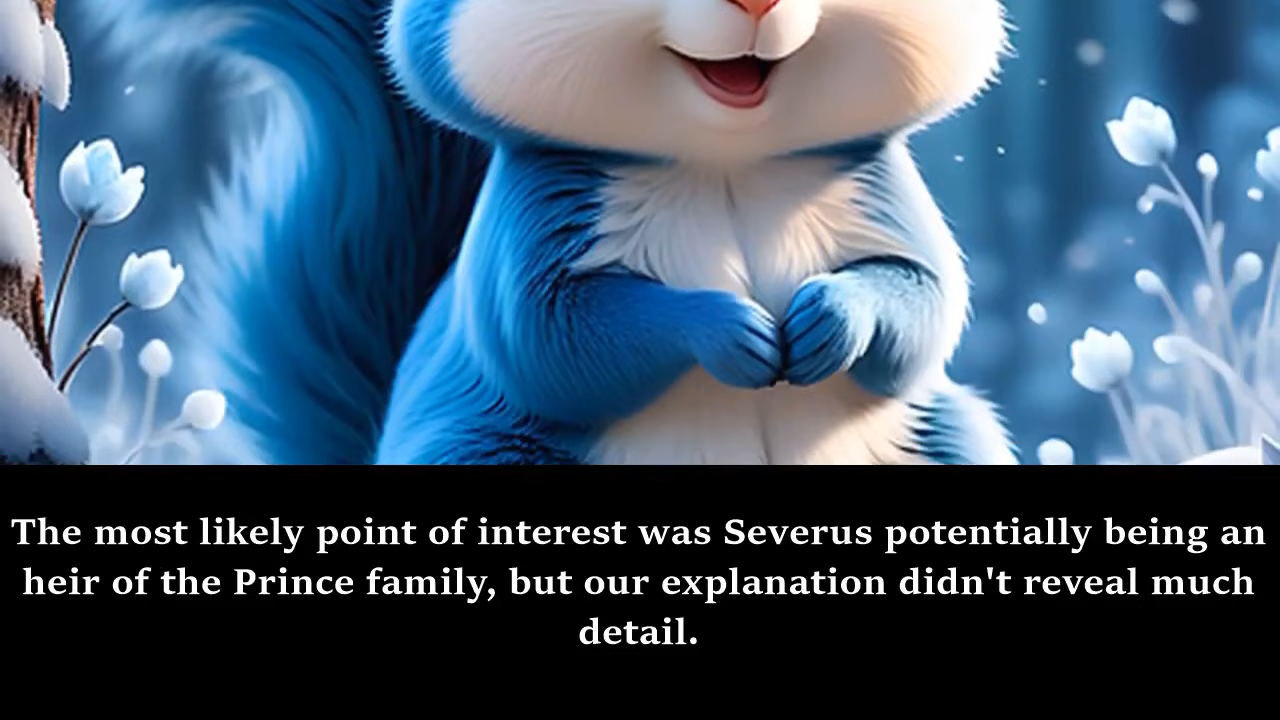 The most likely point of interest was Severus potentially being an
heir of the Prince family, but our explanation didn't reveal much
detail.